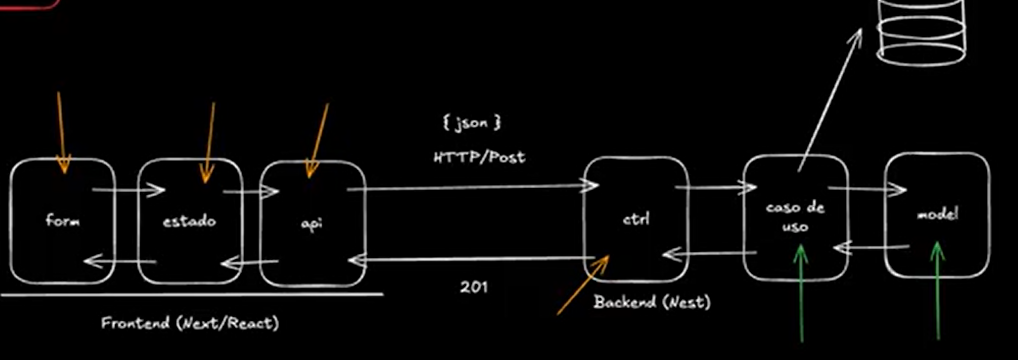 { json }
HTTP/Post
form
estado
api
ctrl
caso de
uso
model
201
Backend (Nest)
Frontend (Next/React)